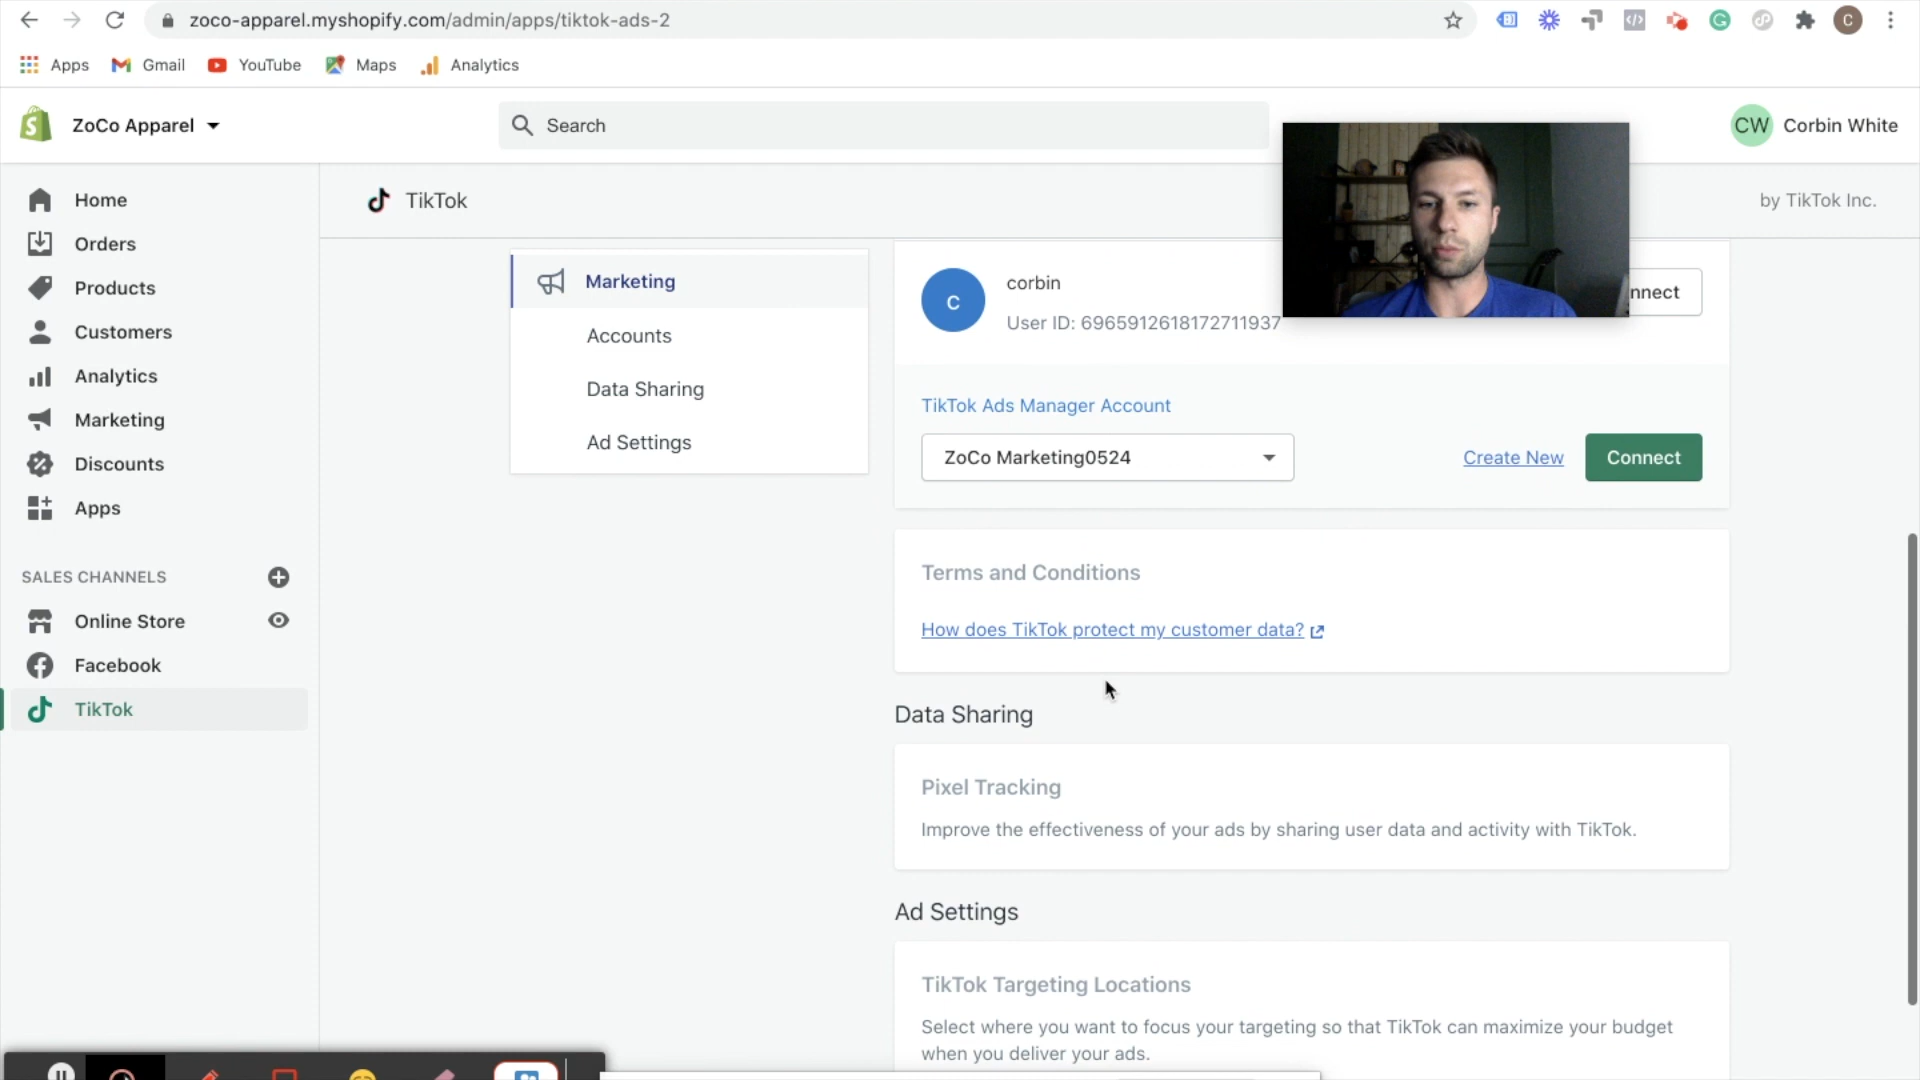 zoco-apparel.myshopify.com/admin/apps/tiktok-ads-2
C
Apps
Gmail
YouTube
Maps
Analytics
ZoCo Apparel
Search
CW
Corbin White
Home
Orders
Products
Customers
Analytics
Marketing
Discounts
Apps
SALES CHANNELS
Online Store
Facebook
TikTok
TikTok
by TikTok Inc.
Marketing
Accounts
Data Sharing
Ad Settings
C
corbin
User ID: 6965912618172711937
nnect
TikTok Ads Manager Account
ZoCo Marketing0524
Create New
Connect
Terms and Conditions
How does TikTok protect my customer data?
Data Sharing
Pixel Tracking
Improve the effectiveness of your ads by sharing user data and activity with TikTok.
Ad Settings
TikTok Targeting Locations
Select where you want to focus your targeting so that TikTok can maximize your budget
when you deliver your ads.